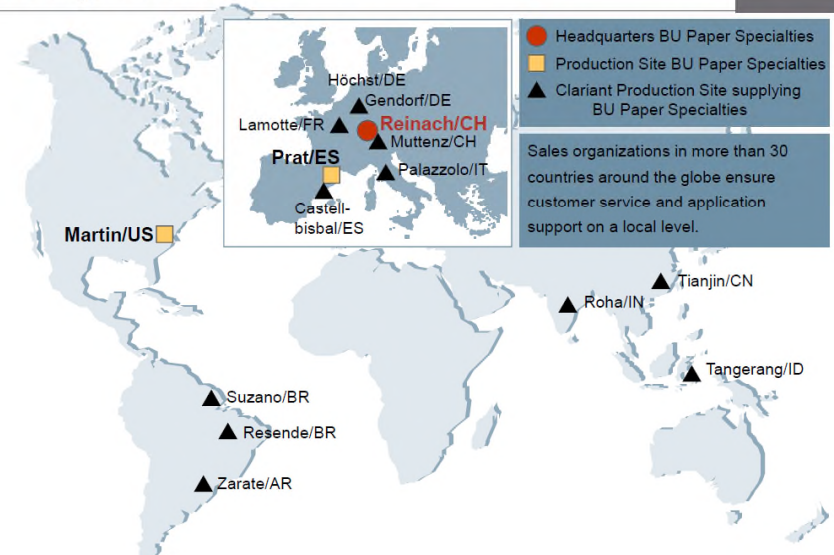 Headquarters BU Paper Specialties
Production Site BU Paper Specialties
Clariant Production Site supplying
BU Paper Specialties
Sales organizations in more than 30
countries around the globe ensure
customer service and application
support on a local level.
Höchst/DE
Gendorf/DE
Lamotte/FR
Reinach/CH
Muttenz/CH
Prat/ES
Palazzolo/IT
Castell-
bisbal/ES
Martin/US
Tianjin/CN
Roha/IN
Tangerang/ID
Suzano/BR
Resende/BR
Zarate/AR